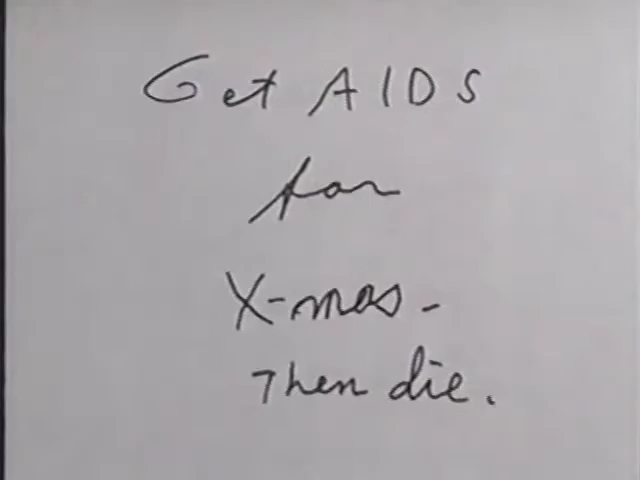 Get AIDS
for
X-mas -
Then die.